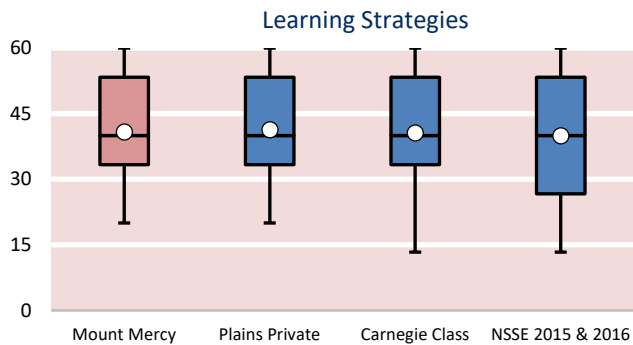 Learning Strategies
60
45
30
15
0
Mount Mercy Plains Private Carnegie Class NSSE 2015 & 2016